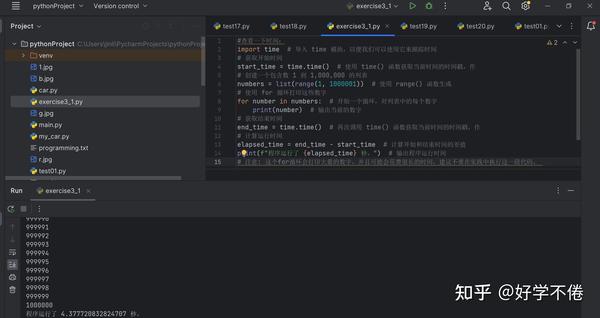 pythonProject
Version control
exercise3_1
Project
test17.py
test18.py
exercise3_1.py
test19.py
test20.py
test01.p
pythonProject C:\Users\jinti\PycharmProjects\pythonProje
venv
1.jpg
b.jpg
car.py
exercise3_1.py
g.jpg
main.py
my_car.py
programming.txt
r.jpg
test01.py
2
1 #查看一下时间：
2 import time # 导入 time 模块，以便我们可以使用它来跟踪时间
3 # 获取开始时间
4 start_time = time.time() # 使用 time() 函数获取当前时间的时间戳，作
5 # 创建一个包含数 1 到 1,000,000 的列表
6 numbers = list(range(1, 1000001)) # 使用 range() 函数生成
7 # 使用 for 循环打印这些数字
8 for number in numbers: # 开始一个循环，对列表中的每个数字
9 print(number) # 输出当前的数字
10 # 获取结束时间
11 end_time = time.time() # 再次调用 time() 函数获取当前时间的时间戳，作
12 # 计算运行时间
13 elapsed_time = end_time - start_time # 计算开始和结束时间的差值
14 print(f"程序运行了 {elapsed_time} 秒。") # 输出程序运行时间
15 # 注意：这个for循环会打印大量的数字，并且可能会花费很长的时间，建议不要在实践中执行这一段代码。
Run
exercise3_1
999990
999991
999992
999993
999994
999995
999996
999997
999998
999999
1000000
程序运行了 4.377720832824707 秒。
知乎 @好学不倦